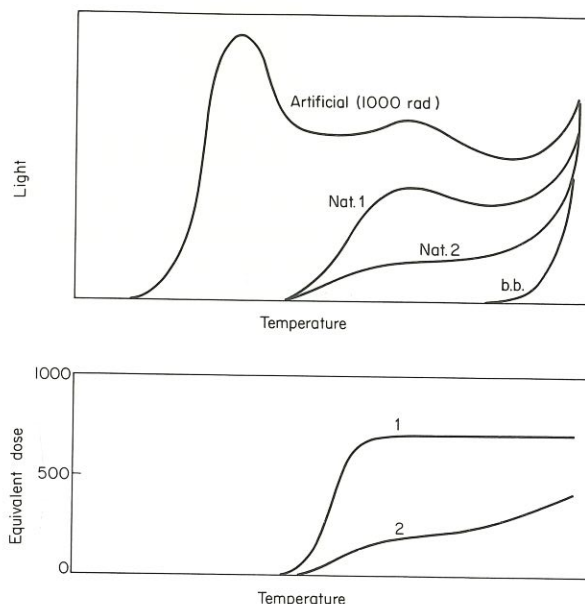 Light
Artificial (1000 rad)
Nat. 1
Nat. 2
b.b.
Temperature
Equivalent dose
1000
500
0
1
2
Temperature